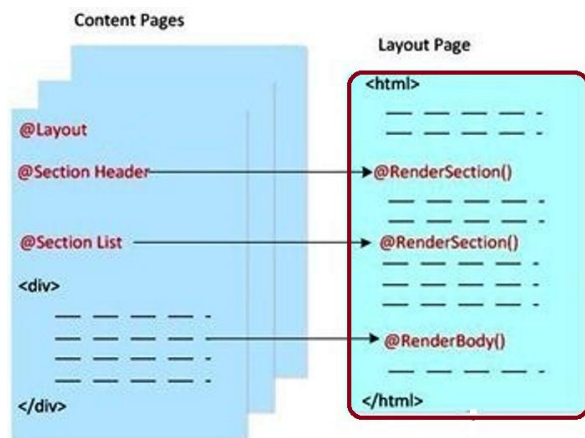 Content Pages
@Layout
@Section Header
@Section List
<div>
</div>
Layout Page
<html>
@RenderSection()
@RenderSection()
@RenderBody()
</html>